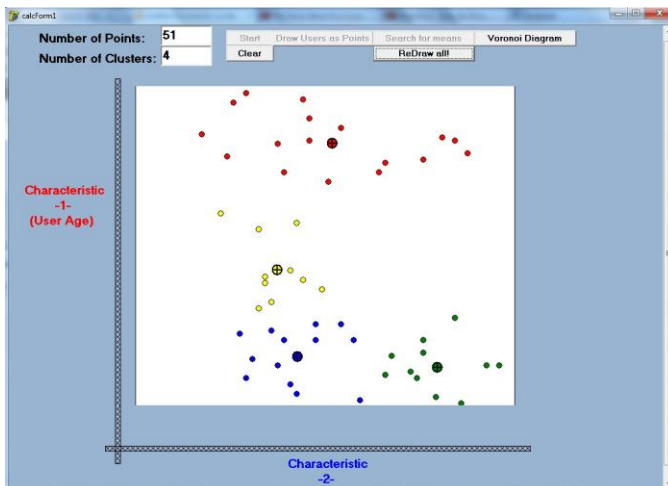 calcForm1
Number of Points: 51
Number of Clusters: 4
Start Draw Users as Points Search for means Voronoi Diagram
Clear ReDraw all!
Characteristic
-1-
(User Age)
Characteristic
-2-